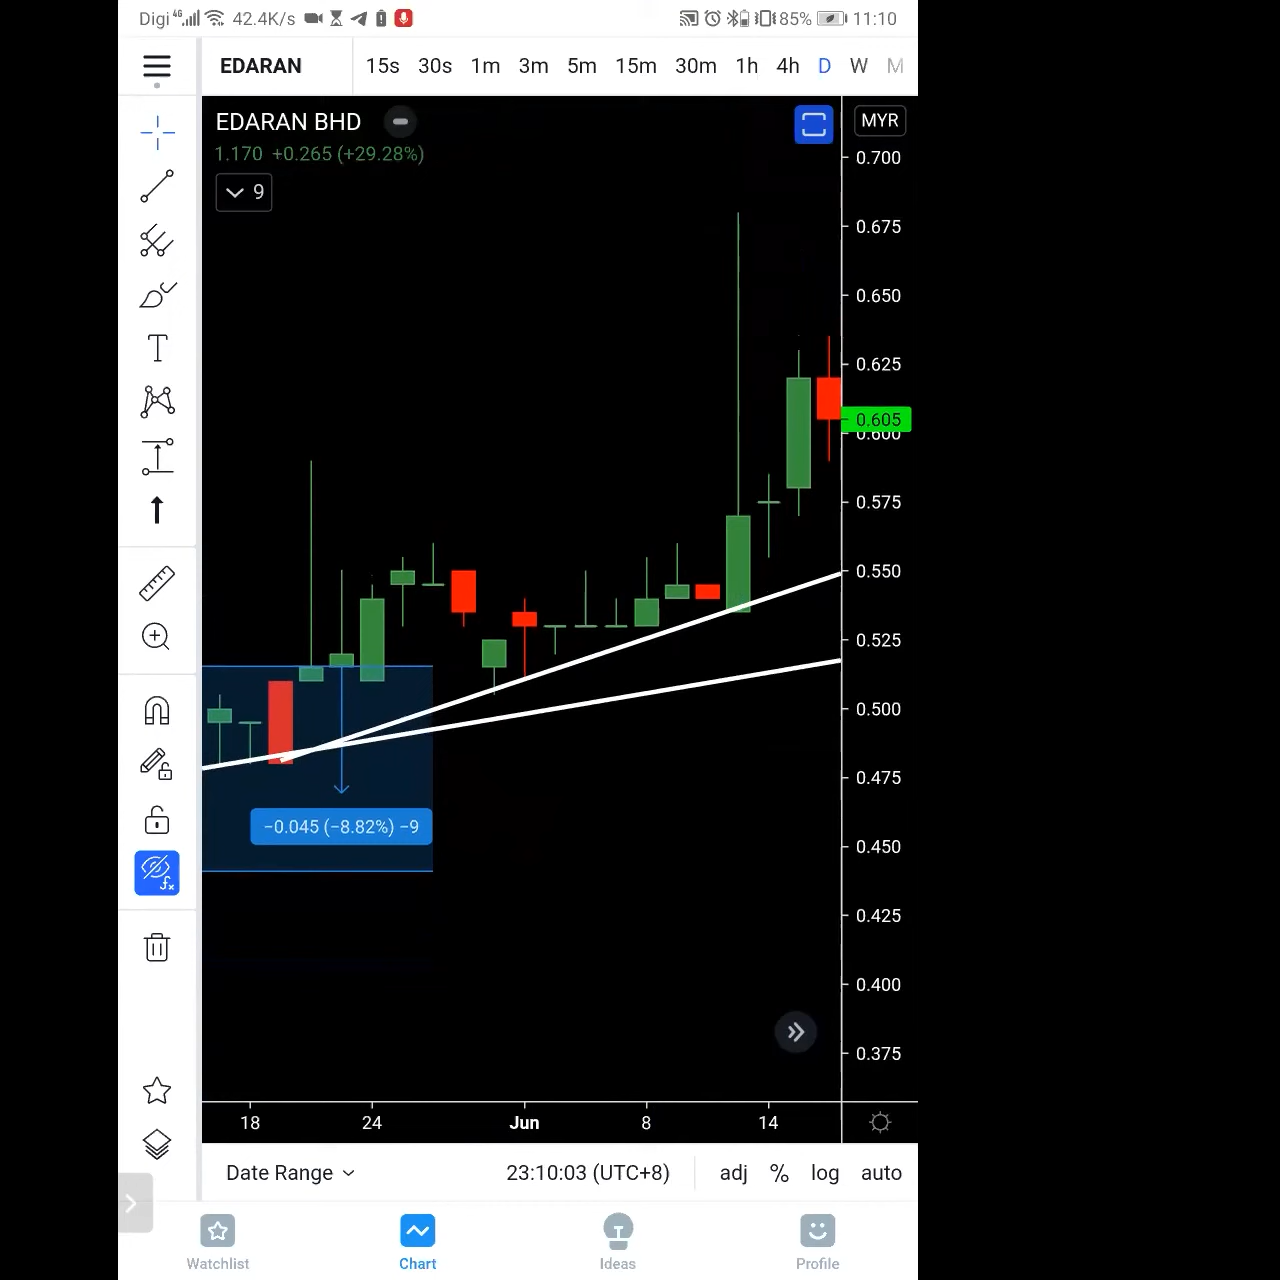 Digi 4G 42.4K/s 85% 11:10
EDARAN 15s 30s 1m 3m 5m 15m 30m 1h 4h D W M
EDARAN BHD
MYR
1.170 +0.265 (+29.28%)
9
0.700
0.675
0.650
0.625
0.605
0.600
0.575
0.550
0.525
0.500
0.475
−0.045 (−8.82%) −9
0.450
0.425
0.400
0.375
18 24 Jun 8 14
Date Range 23:10:03 (UTC+8) adj % log auto
Watchlist Chart Ideas Profile